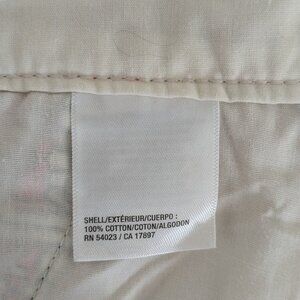 SHELL/EXTÉRIEUR/CUERPO :
100% COTTON/COTON/ALGODON
RN 54023 / CA 17897